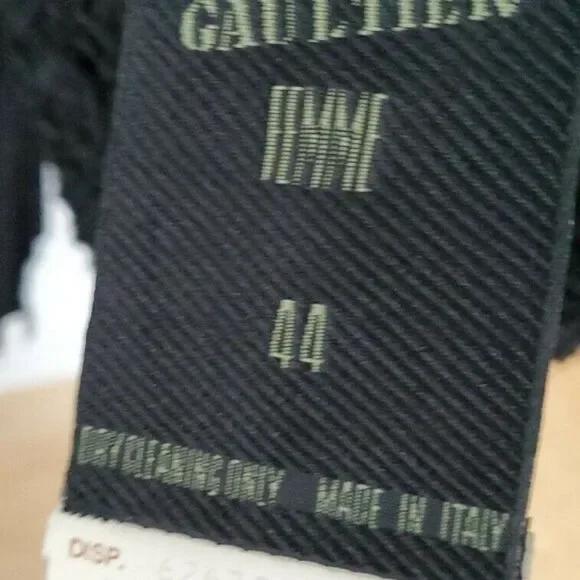 GAULTIER
FEMME
44
DRY CLEANING ONLY MADE IN ITALY
DISP.